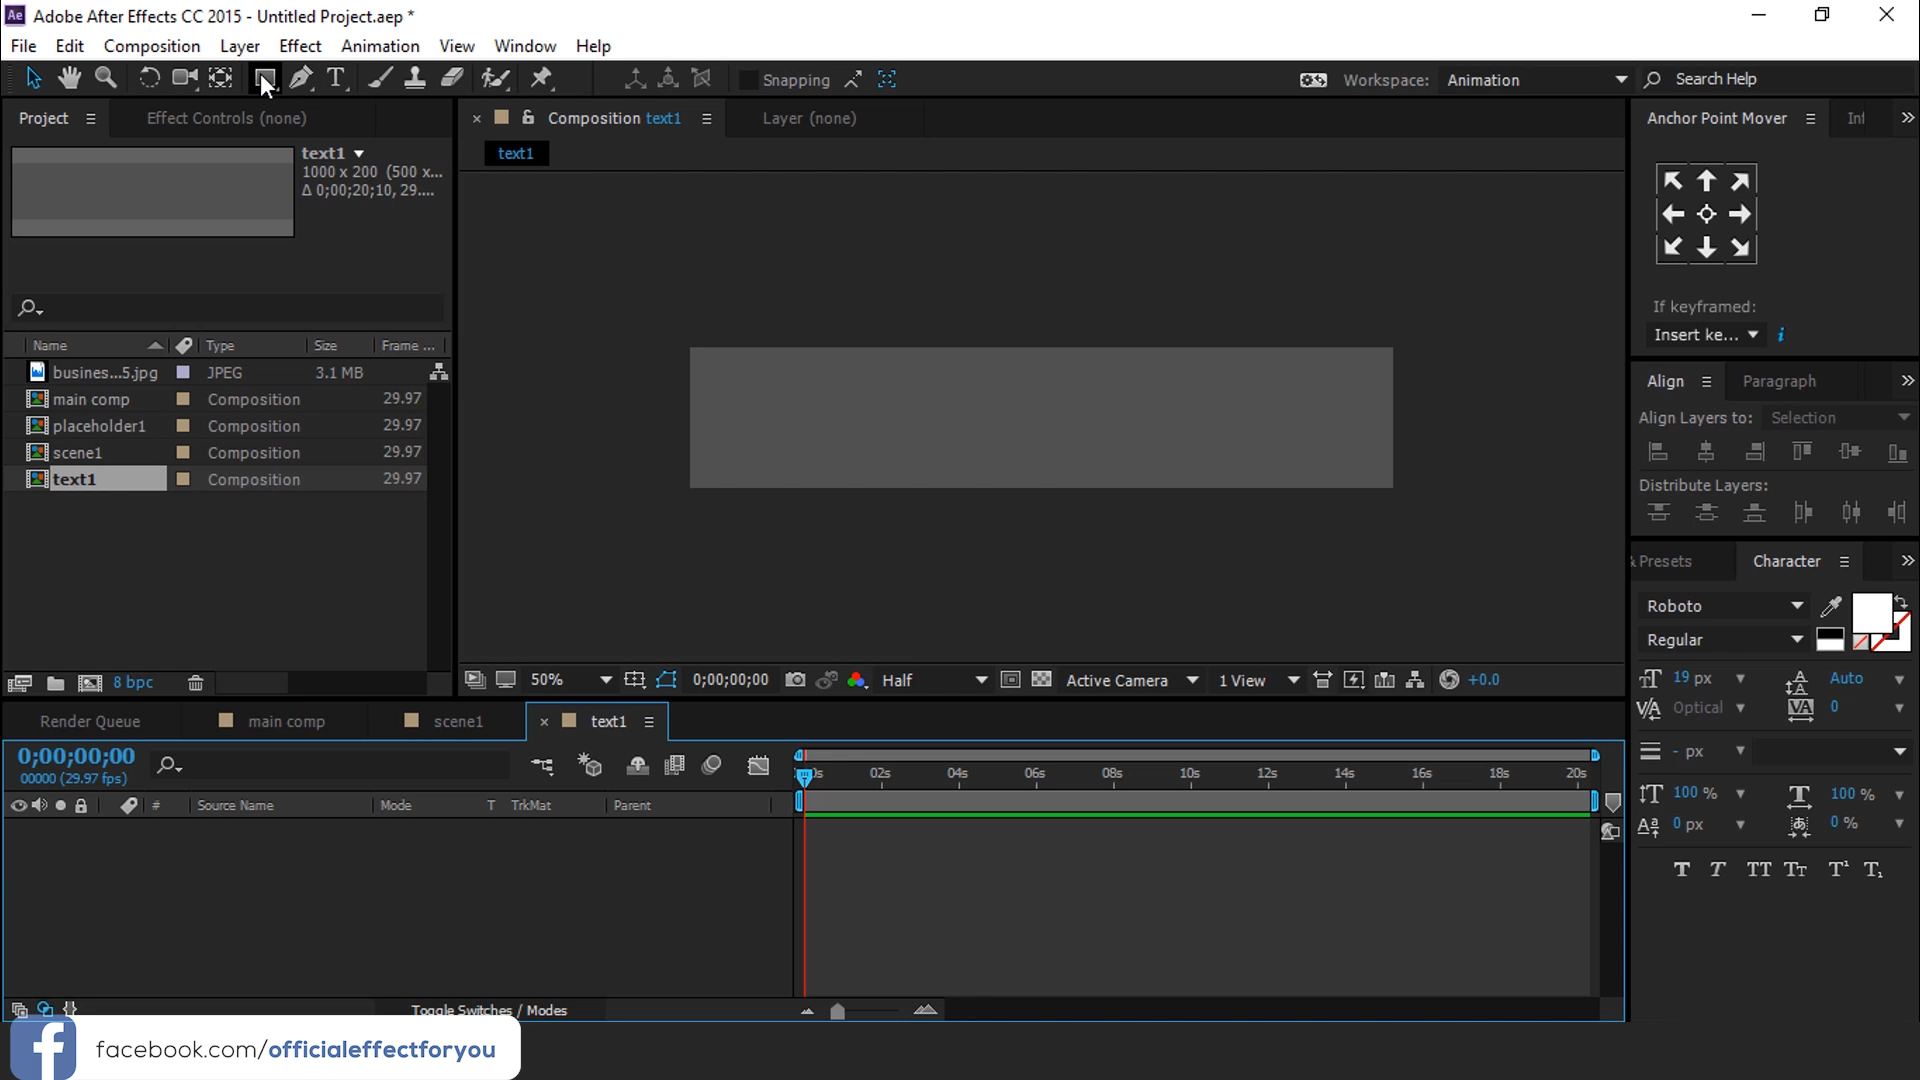 Adobe After Effects CC 2015 - Untitled Project.aep *
File Edit Composition Layer Effect Animation View Window Help
Snapping
Workspace: Animation
Search Help
Project
Effect Controls (none)
Composition text1
Layer (none)
Anchor Point Mover
text1
1000 x 200 (500 x...
Δ 0;00;20;10, 29....
text1
If keyframed:
Insert ke...
Name Type Size Frame ...
busines...5.jpg JPEG 3.1 MB
main comp Composition 29.97
placeholder1 Composition 29.97
scene1 Composition 29.97
text1 Composition 29.97
Align
Paragraph
Align Layers to: Selection
Distribute Layers:
& Presets
Character
Roboto
Regular
19 px Auto
Optical 0
- px
100 % 100 %
0 px 0 %
T T TT Tт T¹ T₁
8 bpc
50% 0;00;00;00 Half Active Camera 1 View +0.0
Render Queue main comp scene1 text1
0;00;00;00
00000 (29.97 fps)
02s 04s 06s 08s 10s 12s 14s 16s 18s 20s
# Source Name Mode T TrkMat Parent
Toggle Switches / Modes
facebook.com/officialeffectforyou